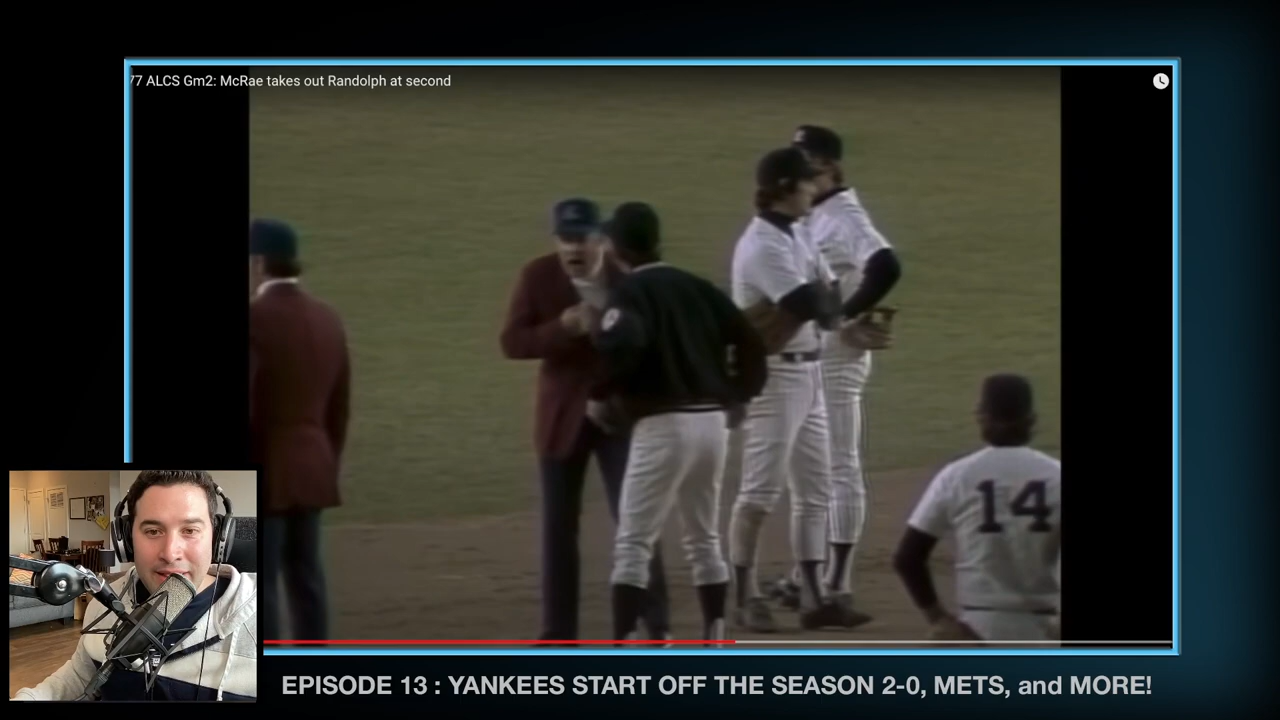 77 ALCS Gm2: McRae takes out Randolph at second
14
EPISODE 13 : YANKEES START OFF THE SEASON 2-0, METS, and MORE!